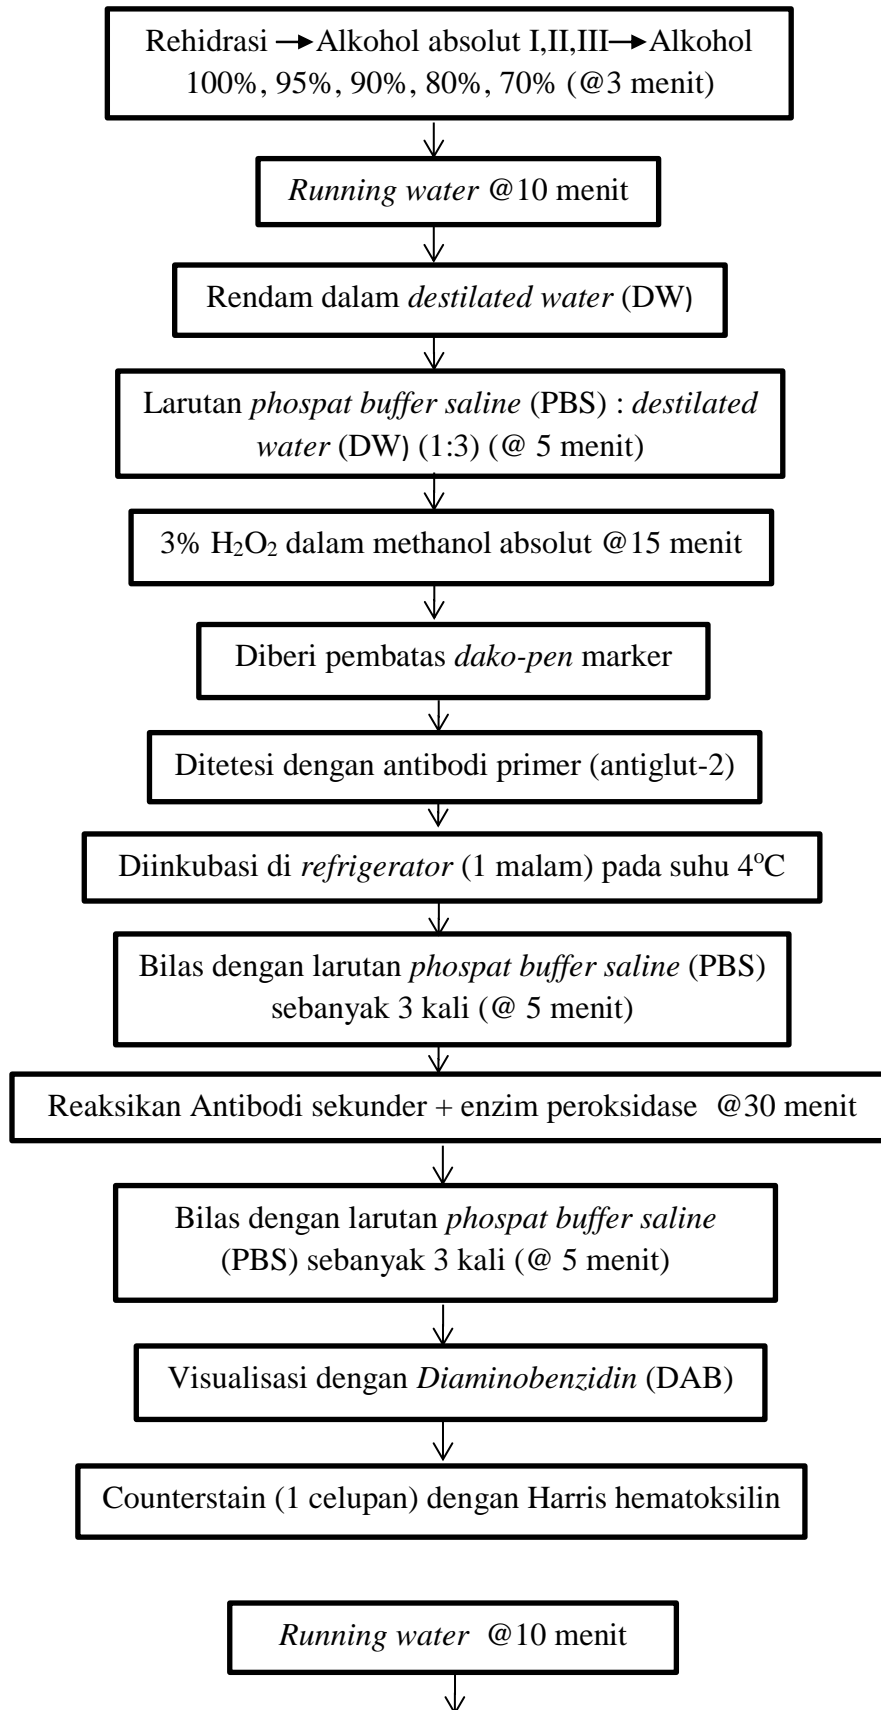 Rehidrasi → Alkohol absolut I,II,III → Alkohol
100%, 95%, 90%, 80%, 70% (@3 menit)
Running water @10 menit
Rendam dalam destilated water (DW)
Larutan phospat buffer saline (PBS) : destilated
water (DW) (1:3) (@ 5 menit)
3% H₂O₂ dalam methanol absolut @15 menit
Diberi pembatas dako-pen marker
Ditetesi dengan antibodi primer (antiglut-2)
Diinkubasi di refrigerator (1 malam) pada suhu 4°C
Bilas dengan larutan phospat buffer saline (PBS)
sebanyak 3 kali (@ 5 menit)
Reaksikan Antibodi sekunder + enzim peroksidase @30 menit
Bilas dengan larutan phospat buffer saline
(PBS) sebanyak 3 kali (@ 5 menit)
Visualisasi dengan Diaminobenzidin (DAB)
Counterstain (1 celupan) dengan Harris hematoksilin
Running water @10 menit